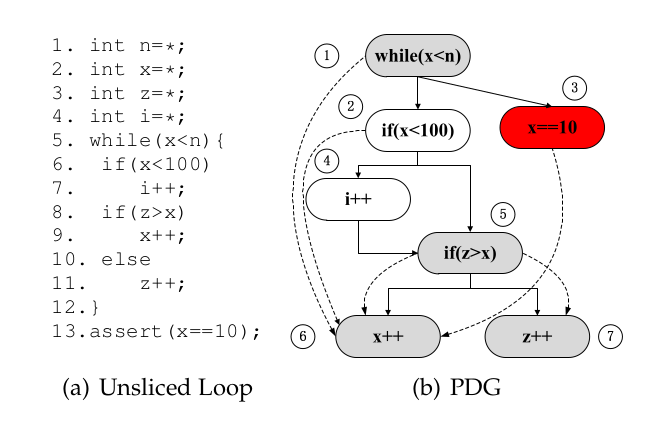 1. int n=*;
2. int x=*;
3. int z=*;
4. int i=*;
5. while(x<n){
6. if(x<100)
7. i++;
8. if(z>x)
9. x++;
10. else
11. z++;
12.}
13.assert(x==10);
(a) Unsliced Loop
1
while(x<n)
2
if(x<100)
3
x==10
4
i++
5
if(z>x)
6
x++
z++
7
(b) PDG